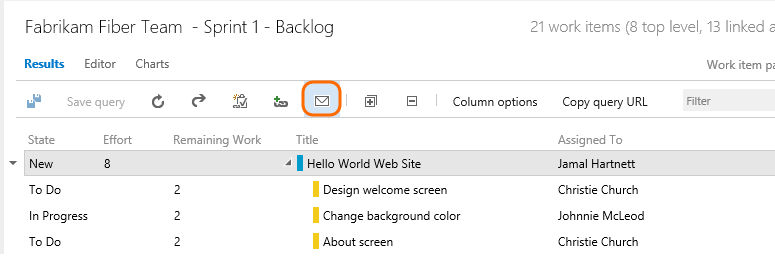 Fabrikam Fiber Team - Sprint 1 - Backlog 21 work items (8 top level, 13 linked
Results Editor Charts Work item pa
Save query Column options Copy query URL Filter
State Effort Remaining Work Title Assigned To
New 8 Hello World Web Site Jamal Hartnett
To Do 2 Design welcome screen Christie Church
In Progress 2 Change background color Johnnie McLeod
To Do 2 About screen Christie Church